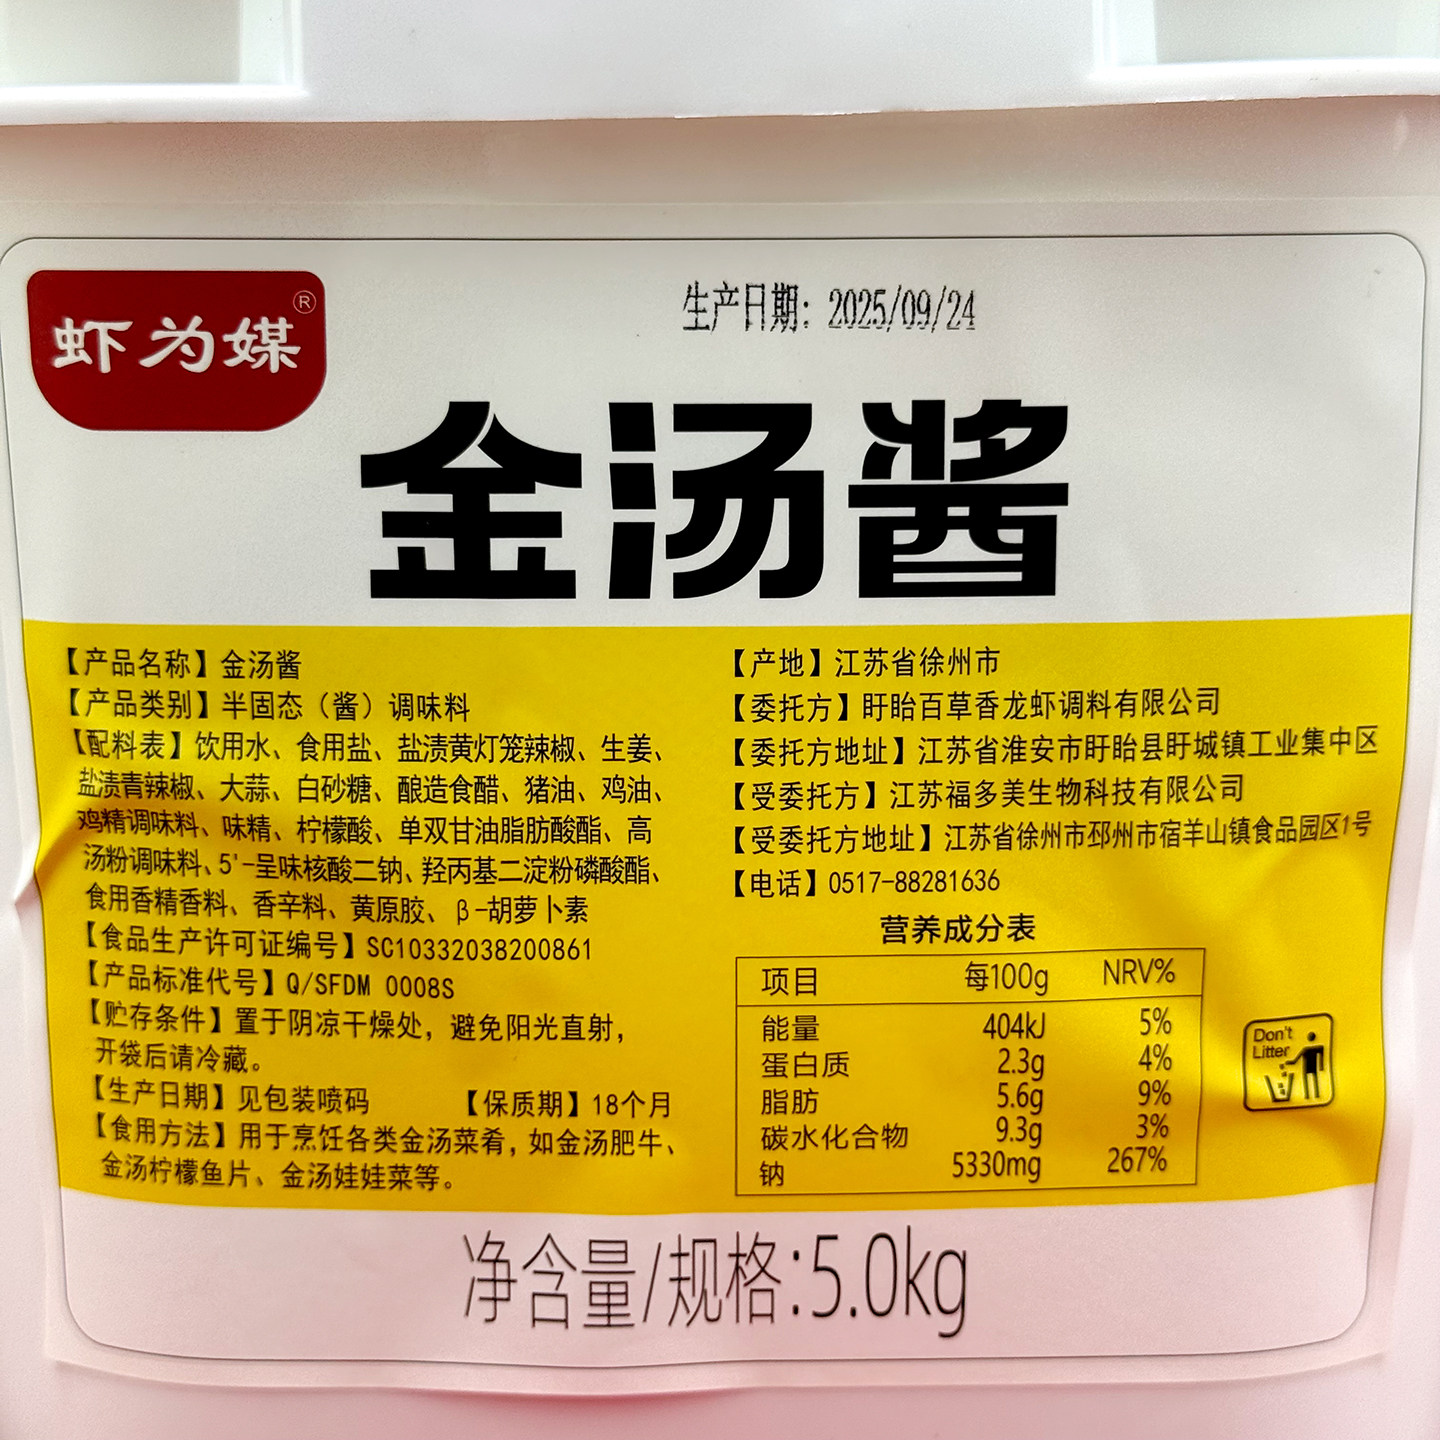 虾为媒®
生产日期：2025/09/24
金汤酱
【产品名称】金汤酱
【产品类别】半固态（酱）调味料
【配料表】饮用水、食用盐、盐渍黄灯笼辣椒、生姜、
盐渍青辣椒、大蒜、白砂糖、酿造食醋、猪油、鸡油、
鸡精调味料、味精、柠檬酸、单双甘油脂肪酸酯、高
汤粉调味料、5'-呈味核酸二钠、羟丙基二淀粉磷酸酯、
食用香精香料、香辛料、黄原胶、β-胡萝卜素
【食品生产许可证编号】SC10332038200861
【产品标准代号】Q/SFDM 0008S
【贮存条件】置于阴凉干燥处，避免阳光直射，
开袋后请冷藏。
【生产日期】见包装喷码 【保质期】18个月
【食用方法】用于烹饪各类金汤菜肴，如金汤肥牛、
金汤柠檬鱼片、金汤娃娃菜等。
【产地】江苏省徐州市
【委托方】盱眙百草香龙虾调料有限公司
【委托方地址】江苏省淮安市盱眙县盱城镇工业集中区
【受委托方】江苏福多美生物科技有限公司
【受委托方地址】江苏省徐州市邳州市宿羊山镇食品园区1号
【电话】0517-88281636
营养成分表
项目 每100g NRV%
能量 404kJ 5%
蛋白质 2.3g 4%
脂肪 5.6g 9%
碳水化合物 9.3g 3%
钠 5330mg 267%
Don't
Litter
净含量/规格：5.0kg